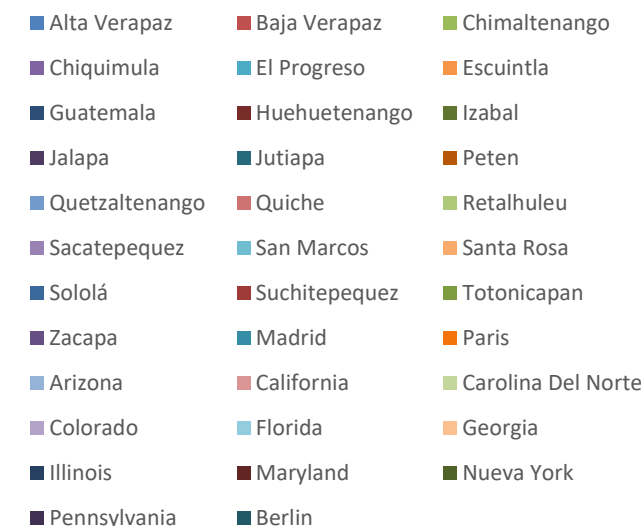 Alta Verapaz Baja Verapaz Chimaltenango
Chiquimula El Progreso Escuintla
Guatemala Huehuetenango Izabal
Jalapa Jutiapa Peten
Quetzaltenango Quiche Retalhuleu
Sacatepequez San Marcos Santa Rosa
Sololá Suchitepequez Totonicapan
Zacapa Madrid Paris
Arizona California Carolina Del Norte
Colorado Florida Georgia
Illinois Maryland Nueva York
Pennsylvania Berlin